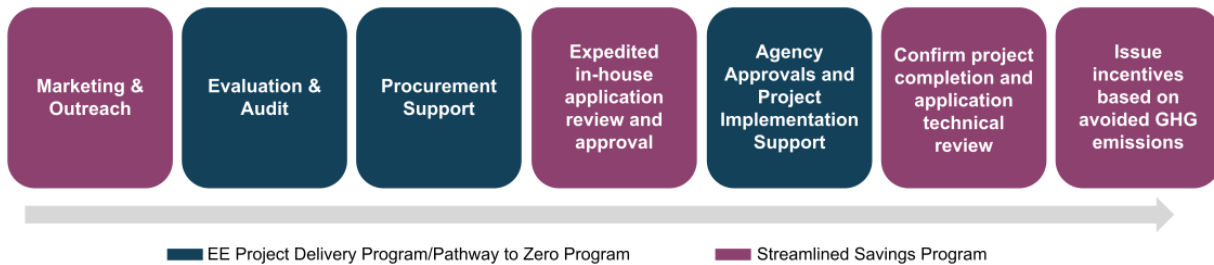 Marketing &
Outreach
Evaluation &
Audit
Procurement
Support
Expedited
in-house
application
review and
approval
Agency
Approvals and
Project
Implementation
Support
Confirm project
completion and
application
technical
review
Issue
incentives
based on
avoided GHG
emissions
EE Project Delivery Program/Pathway to Zero Program
Streamlined Savings Program